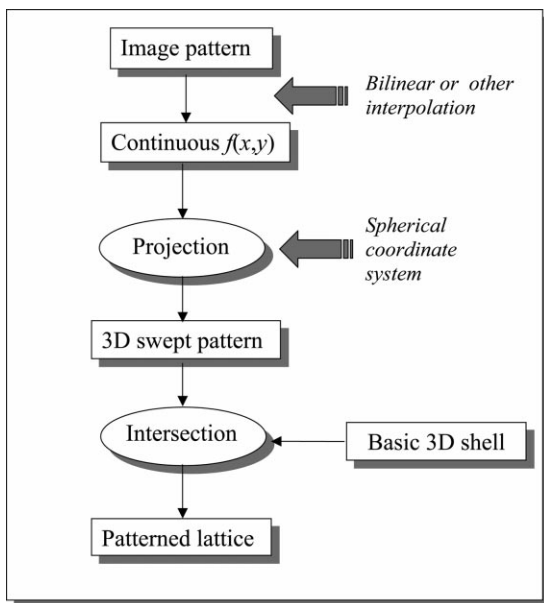 Image pattern
Bilinear or other
interpolation
Continuous f(x,y)
Projection
Spherical
coordinate
system
3D swept pattern
Intersection
Basic 3D shell
Patterned lattice